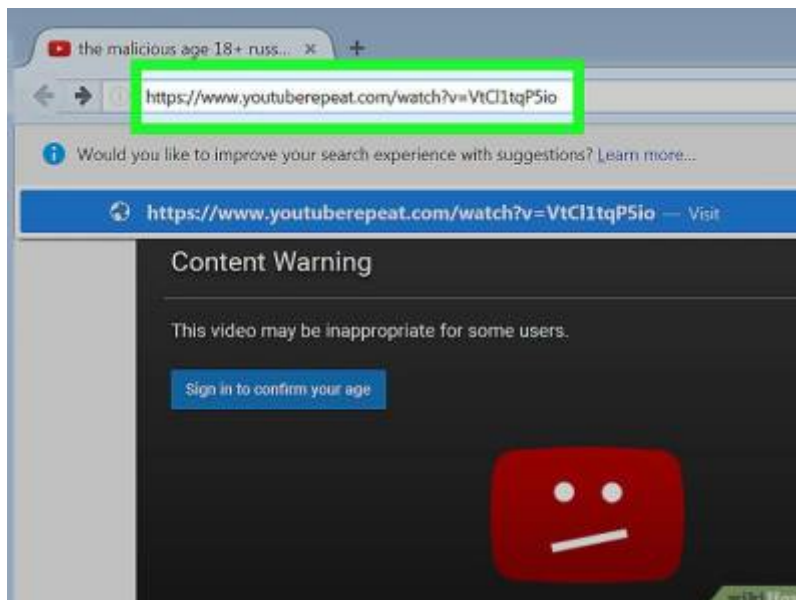 the malicious age 18+ russ...
https://www.youtuberepeat.com/watch?v=VtCl1tqP5io
Would you like to improve your search experience with suggestions? Learn more...
https://www.youtuberepeat.com/watch?v=VtCl1tqP5io — Visit
Content Warning
This video may be inappropriate for some users.
Sign in to confirm your age